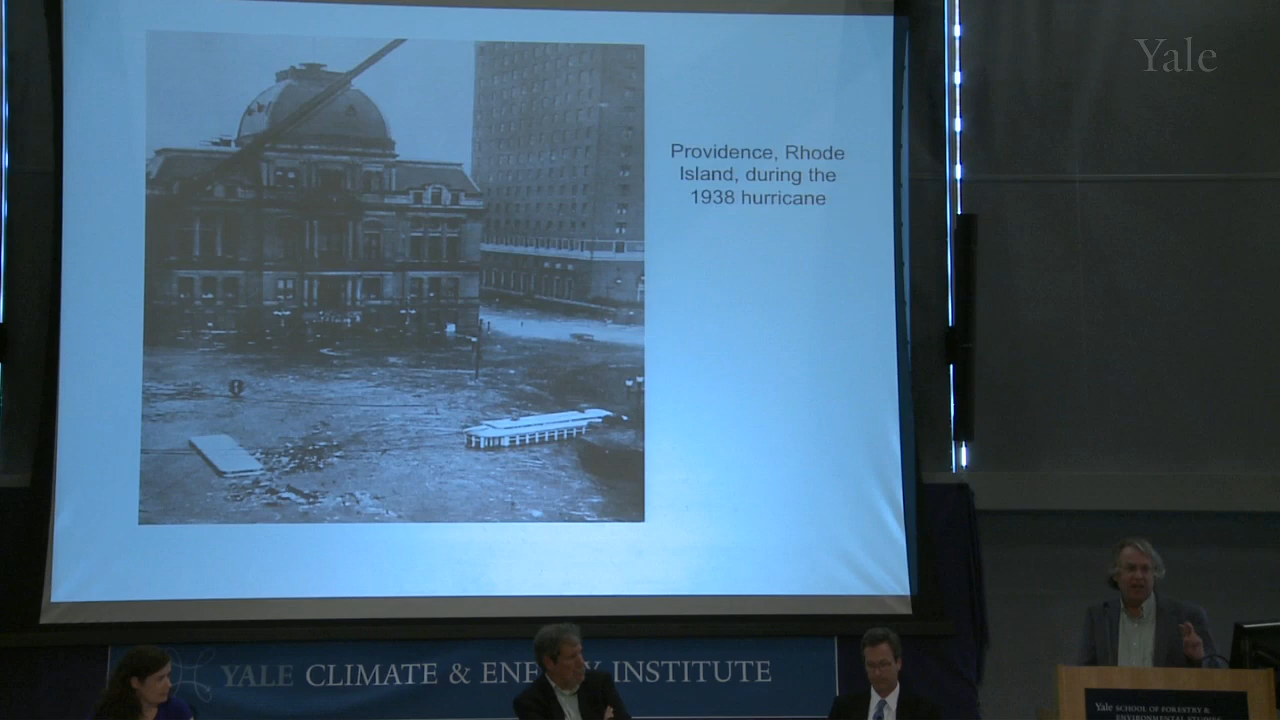 Yale
Providence, Rhode
Island, during the
1938 hurricane
YALE CLIMATE & ENERGY INSTITUTE
Yale SCHOOL OF FORESTRY &
ENVIRONMENTAL STUDIES